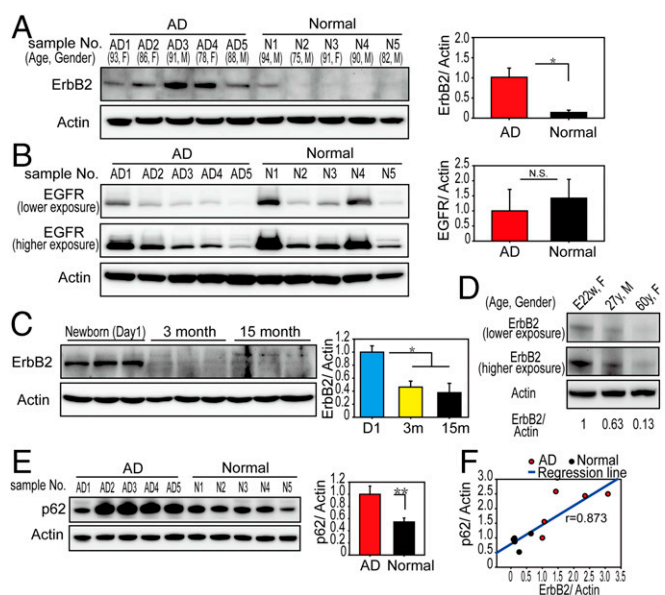 A
AD
Normal
sample No. AD1 AD2 AD3 AD4 AD5 N1 N2 N3 N4 N5
(Age, Gender) (93, F) (86, F) (91, M) (78, F) (88, M) (94, M) (75, M) (91, F) (90, M) (82, M)
ErbB2
Actin
ErbB2/ Actin
2.0
1.5
1.0
0.5
0.0
*
AD Normal
B
AD
Normal
sample No. AD1 AD2 AD3 AD4 AD5 N1 N2 N3 N4 N5
EGFR
(lower exposure)
EGFR
(higher exposure)
Actin
EGFR/ Actin
2.5
2.0
1.5
1.0
0.5
0.0
N.S.
AD Normal
C
Newborn (Day1) 3 month 15 month
ErbB2
Actin
ErbB2/ Actin
1.2
1.0
0.8
0.6
0.4
0.2
0
*
D1 3m 15m
D
(Age, Gender) E22w, F 27y, M 60y, F
ErbB2
(lower exposure)
ErbB2
(higher exposure)
Actin
ErbB2/
Actin
1 0.63 0.13
E
AD
Normal
sample No. AD1 AD2 AD3 AD4 AD5 N1 N2 N3 N4 N5
p62
Actin
p62/ Actin
1.2
1.0
0.8
0.6
0.4
0.2
0.0
**
AD Normal
F
AD Normal
Regression line
p62/ Actin
3.0
2.5
2.0
1.5
1.0
0.5
0
r=0.873
0 0.5 1.0 1.5 2.0 2.5 3.0 3.5
ErbB2/ Actin